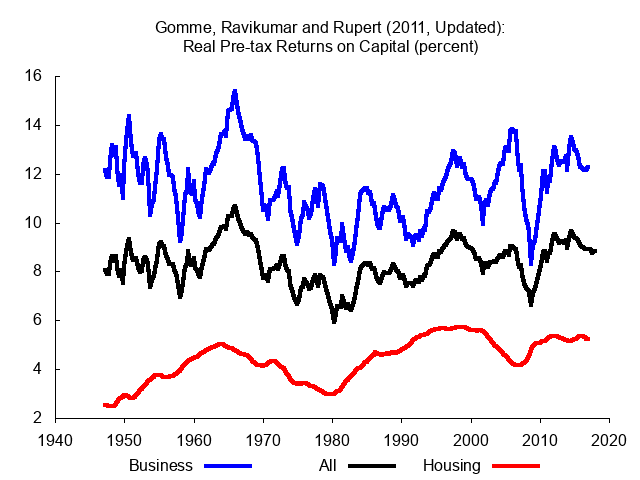 Gomme, Ravikumar and Rupert (2011, Updated):
Real Pre-tax Returns on Capital (percent)
16
14
12
10
8
6
4
2
1940 1950 1960 1970 1980 1990 2000 2010 2020
Business All Housing